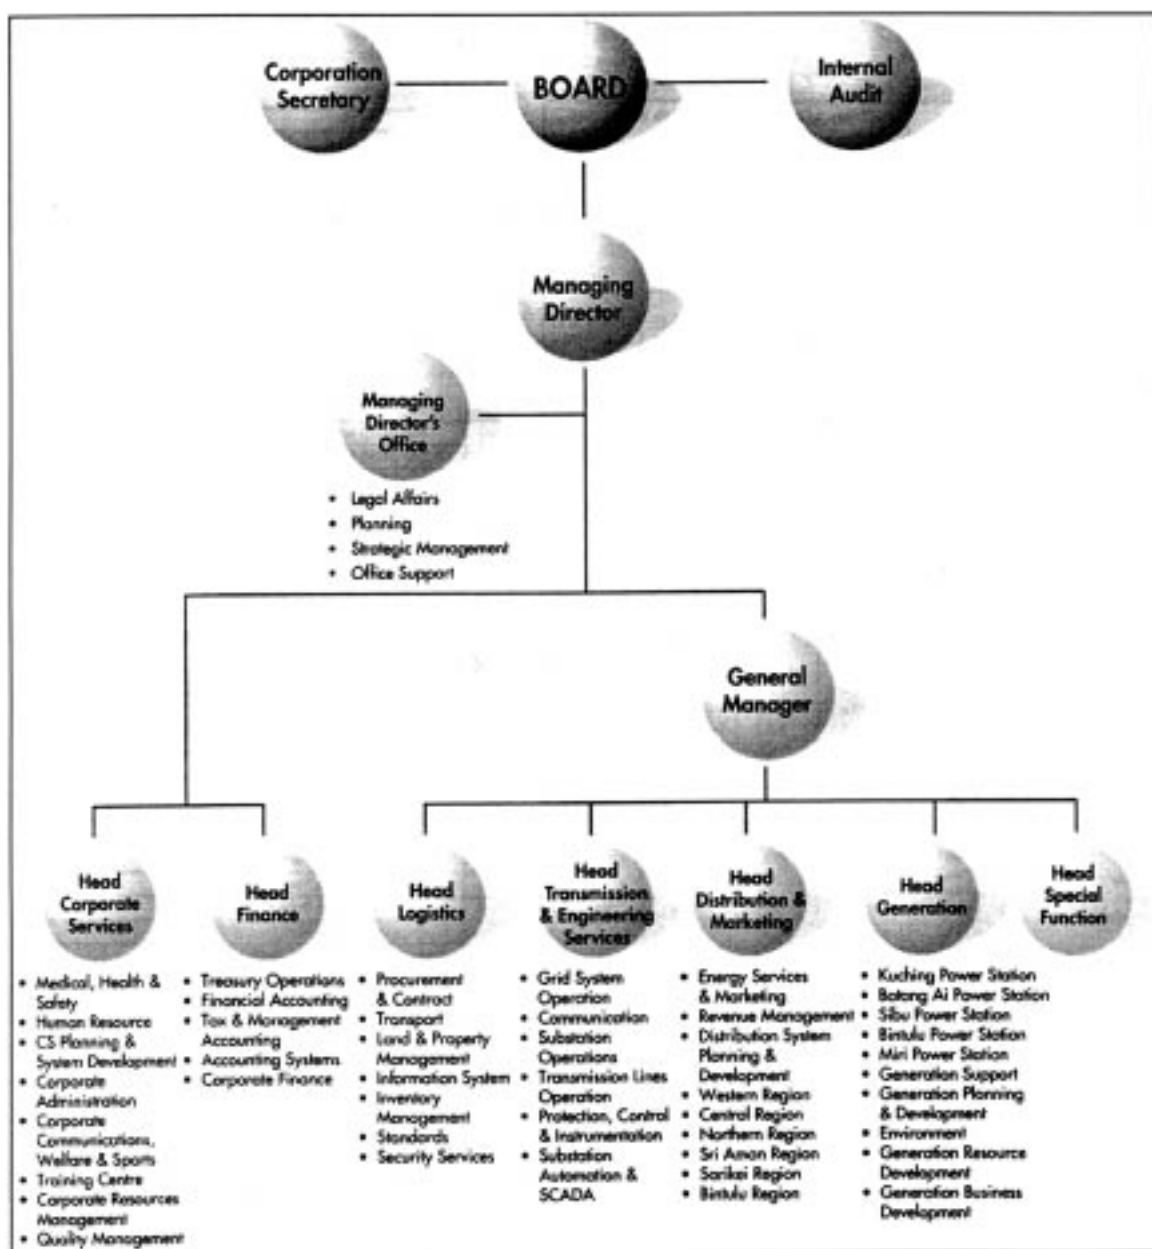 Corporation
Secretary
BOARD
Internal
Audit
Managing
Director
Managing
Director's
Office
• Legal Affairs
• Planning
• Strategic Management
• Office Support
General
Manager
Head
Corporate
Services
• Medical, Health &
Safety
• Human Resource
• CS Planning &
System Development
• Corporate
Administration
• Corporate
Communications,
Welfare & Sports
• Training Centre
• Corporate Resources
Management
• Quality Management
Head
Finance
• Treasury Operations
• Financial Accounting
• Tax & Management
Accounting
• Accounting Systems
• Corporate Finance
Head
Logistics
• Procurement
& Contract
• Transport
• Land & Property
Management
• Information System
• Inventory
Management
• Standards
• Security Services
Head
Transmission
& Engineering
Services
• Grid System
Operation
• Communication
• Substation
Operations
• Transmission Lines
Operation
• Protection, Control
& Instrumentation
• Substation
Automation &
SCADA
Head
Distribution &
Marketing
• Energy Services
& Marketing
• Revenue Management
• Distribution System
Planning &
Development
• Western Region
• Central Region
• Northern Region
• Sri Aman Region
• Sarikei Region
• Bintulu Region
Head
Generation
• Kuching Power Station
• Batang Ai Power Station
• Sibu Power Station
• Bintulu Power Station
• Miri Power Station
• Generation Support
• Generation Planning
& Development
• Environment
• Generation Resource
Development
• Generation Business
Development
Head
Special
Function